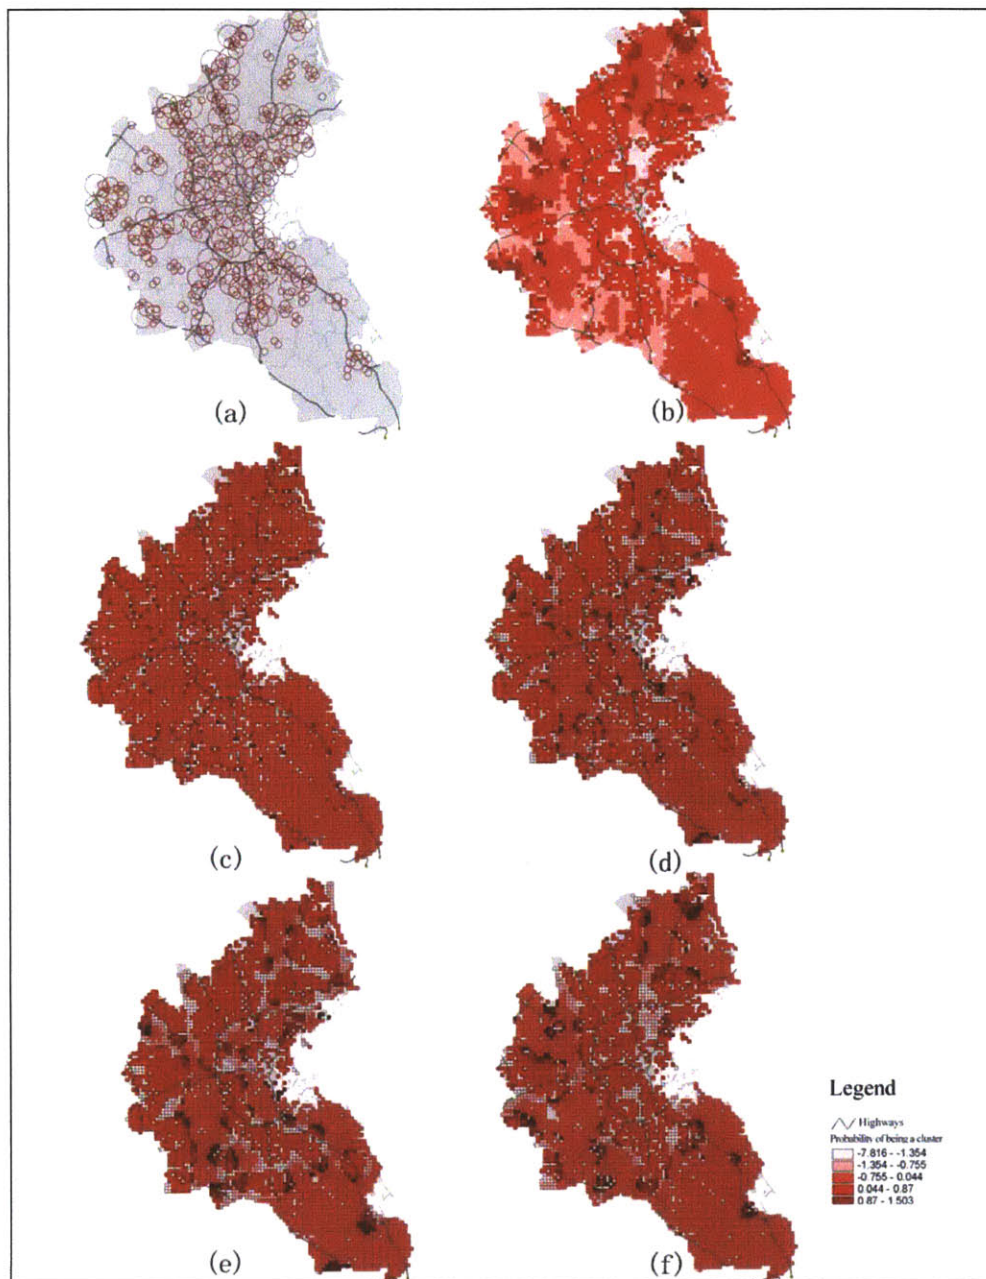 (a)
(b)
(c)
(d)
(e)
(f)
Legend
Highways
Probability of being a cluster
-7.816 - -1.354
-1.354 - -0.755
-0.755 - 0.044
0.044 - 0.87
0.87 - 1.503